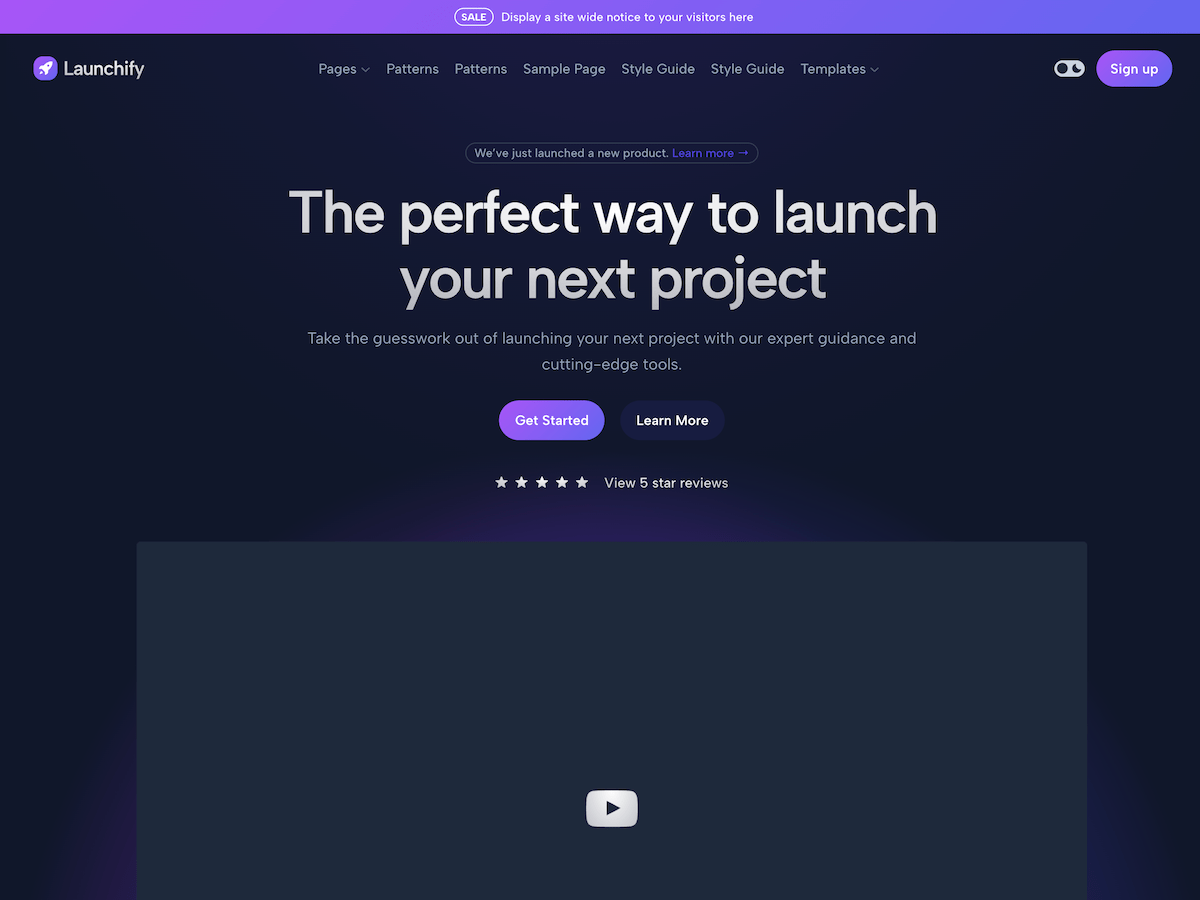 SALE Display a site wide notice to your visitors here
Launchify Pages Patterns Patterns Sample Page Style Guide Style Guide Templates Sign up
We've just launched a new product. Learn more →
The perfect way to launch
your next project
Take the guesswork out of launching your next project with our expert guidance and
cutting-edge tools.
Get Started Learn More
View 5 star reviews